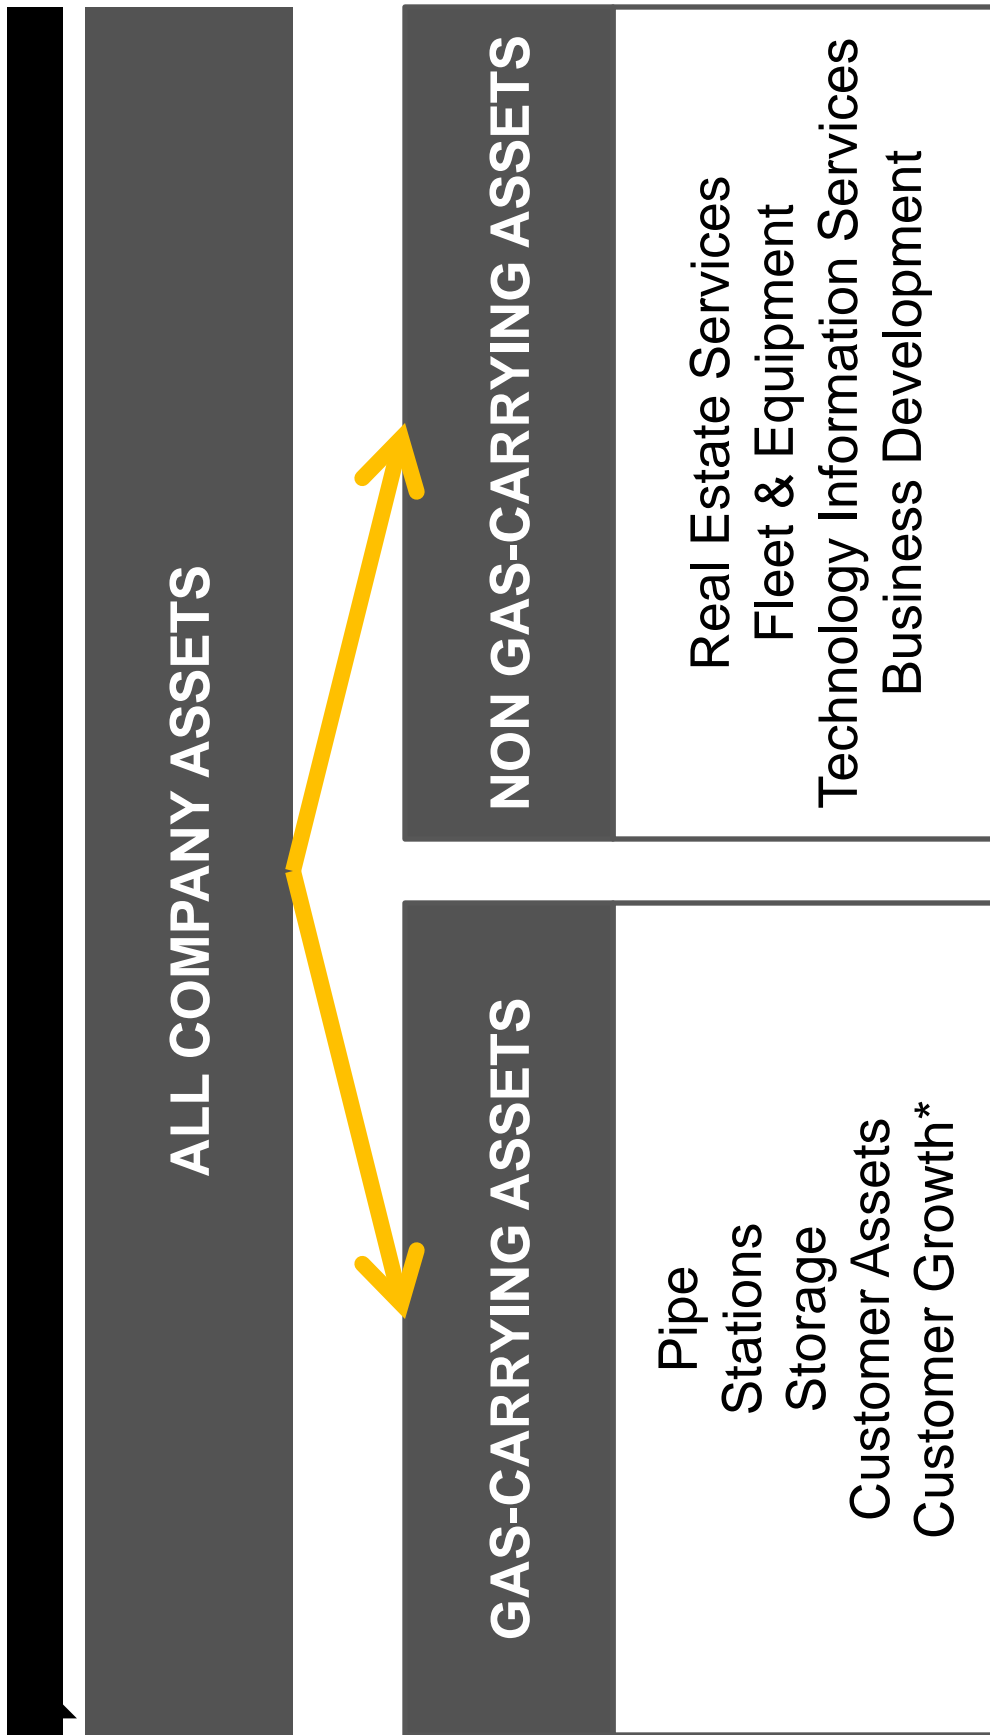 ALL COMPANY ASSETS
GAS-CARRYING ASSETS
Pipe
Stations
Storage
Customer Assets
Customer Growth*
NON GAS-CARRYING ASSETS
Real Estate Services
Fleet & Equipment
Technology Information Services
Business Development